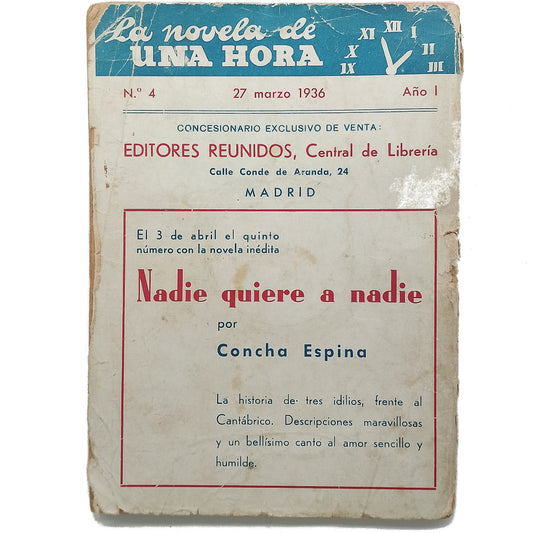 La novela de
UNA HORA
XI XII I
X II
IX III
N.º 4 27 marzo 1936 Año I
CONCESIONARIO EXCLUSIVO DE VENTA:
EDITORES REUNIDOS, Central de Librería
Calle Conde de Aranda, 24
MADRID
El 3 de abril el quinto
número con la novela inédita
Nadie quiere a nadie
por
Concha Espina
La historia de tres idilios, frente al
Cantábrico. Descripciones maravillosas
y un bellísimo canto al amor sencillo y
humilde.